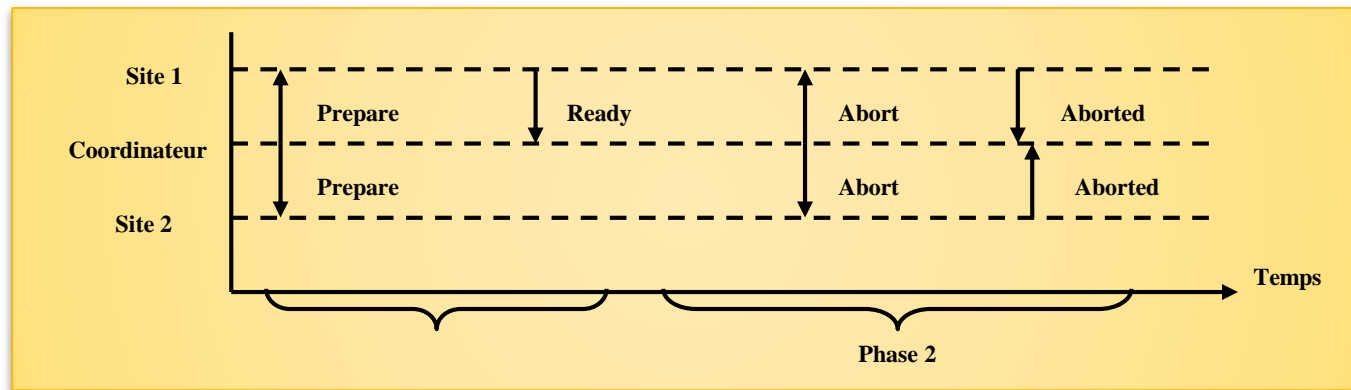 Site 1
Prepare Ready Abort Aborted
Coordinateur
Prepare Abort Aborted
Site 2
Temps
Phase 2